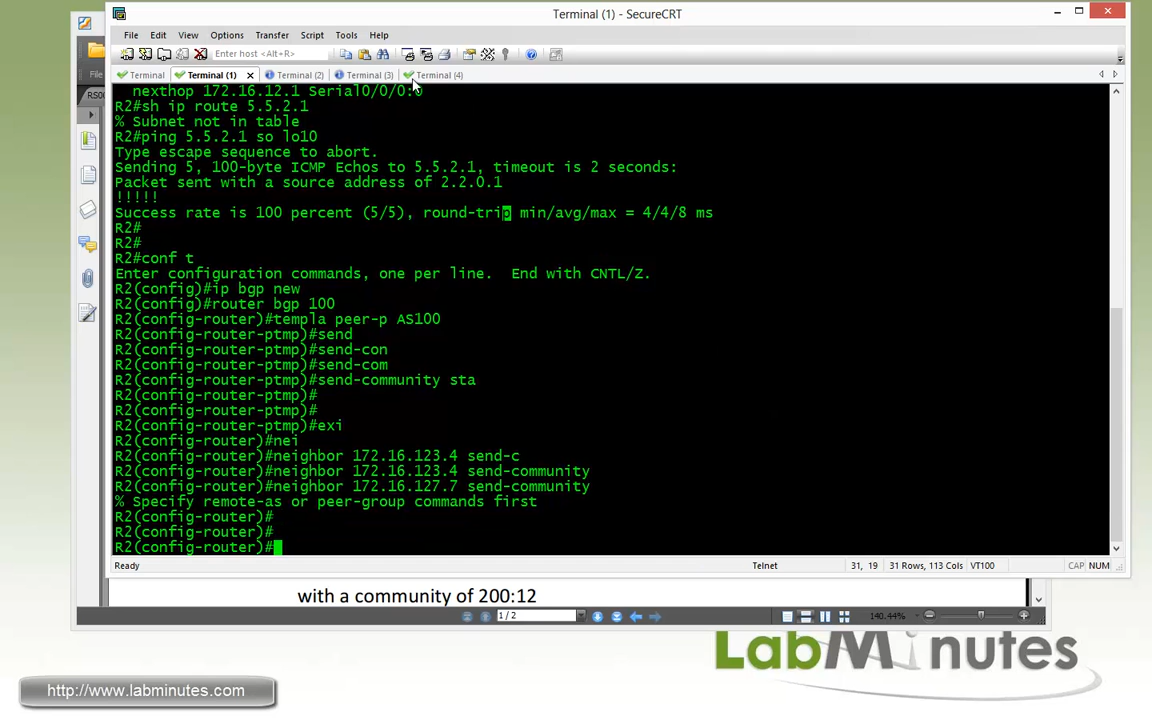 Terminal (1) - SecureCRT
File Edit View Options Transfer Script Tools Help
Enter host <Alt+R>
Terminal Terminal (1) Terminal (2) Terminal (3) Terminal (4)
File
RS00
nexthop 172.16.12.1 Serial0/0/0:0
R2#sh ip route 5.5.2.1
% Subnet not in table
R2#ping 5.5.2.1 so lo10
Type escape sequence to abort.
Sending 5, 100-byte ICMP Echos to 5.5.2.1, timeout is 2 seconds:
Packet sent with a source address of 2.2.0.1
!!!!!
Success rate is 100 percent (5/5), round-trip min/avg/max = 4/4/8 ms
R2#
R2#
R2#conf t
Enter configuration commands, one per line.  End with CNTL/Z.
R2(config)#ip bgp new
R2(config)#router bgp 100
R2(config-router)#templa peer-p AS100
R2(config-router-ptmp)#send
R2(config-router-ptmp)#send-con
R2(config-router-ptmp)#send-com
R2(config-router-ptmp)#send-community sta
R2(config-router-ptmp)#
R2(config-router-ptmp)#
R2(config-router-ptmp)#exi
R2(config-router)#nei
R2(config-router)#neighbor 172.16.123.4 send-c
R2(config-router)#neighbor 172.16.123.4 send-community
R2(config-router)#neighbor 172.16.127.7 send-community
% Specify remote-as or peer-group commands first
R2(config-router)#
R2(config-router)#
R2(config-router)#
Ready Telnet 31, 19 31 Rows, 113 Cols VT100 CAP NUM
with a community of 200:12
1 / 2 140.44%
LabMinutes
http://www.labminutes.com